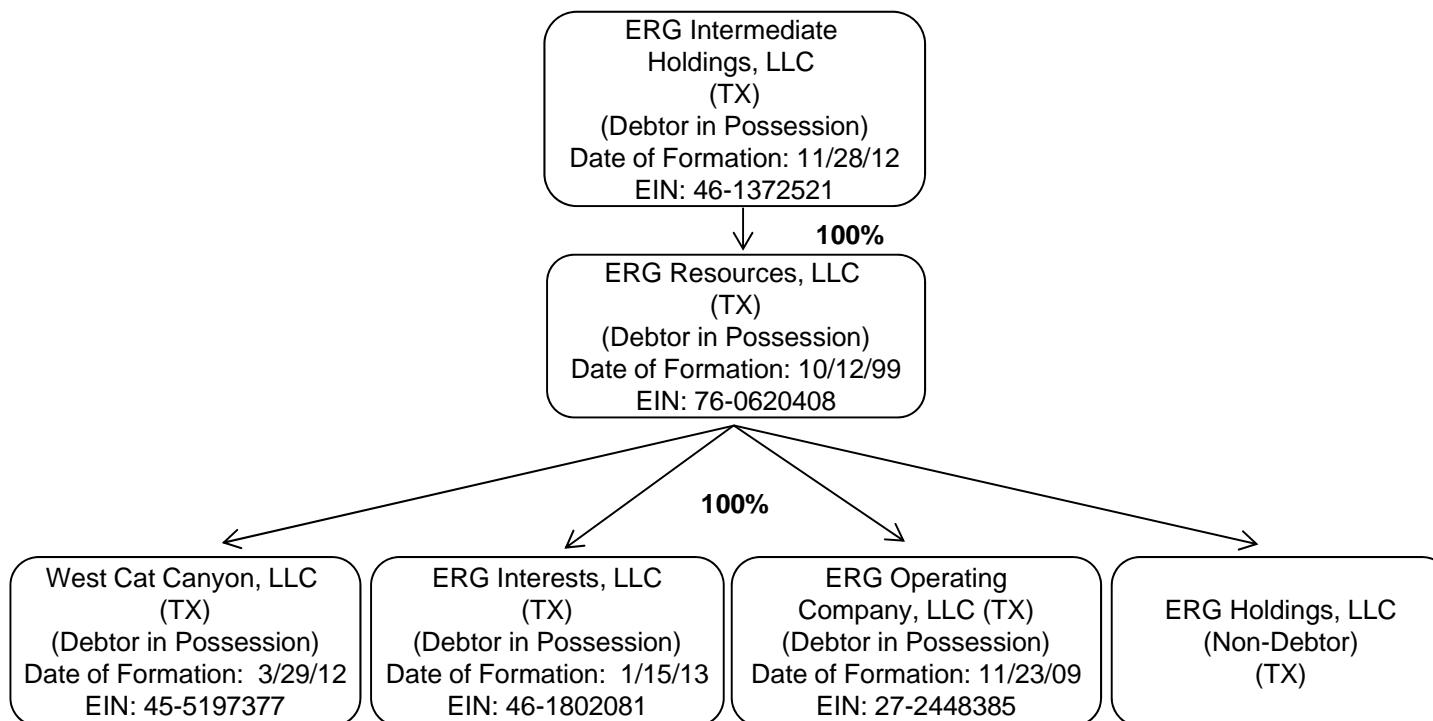 ERG Intermediate
Holdings, LLC
(TX)
(Debtor in Possession)
Date of Formation: 11/28/12
EIN: 46-1372521
100%
ERG Resources, LLC
(TX)
(Debtor in Possession)
Date of Formation: 10/12/99
EIN: 76-0620408
100%
West Cat Canyon, LLC
(TX)
(Debtor in Possession)
Date of Formation: 3/29/12
EIN: 45-5197377
ERG Interests, LLC
(TX)
(Debtor in Possession)
Date of Formation: 1/15/13
EIN: 46-1802081
ERG Operating
Company, LLC (TX)
(Debtor in Possession)
Date of Formation: 11/23/09
EIN: 27-2448385
ERG Holdings, LLC
(Non-Debtor)
(TX)